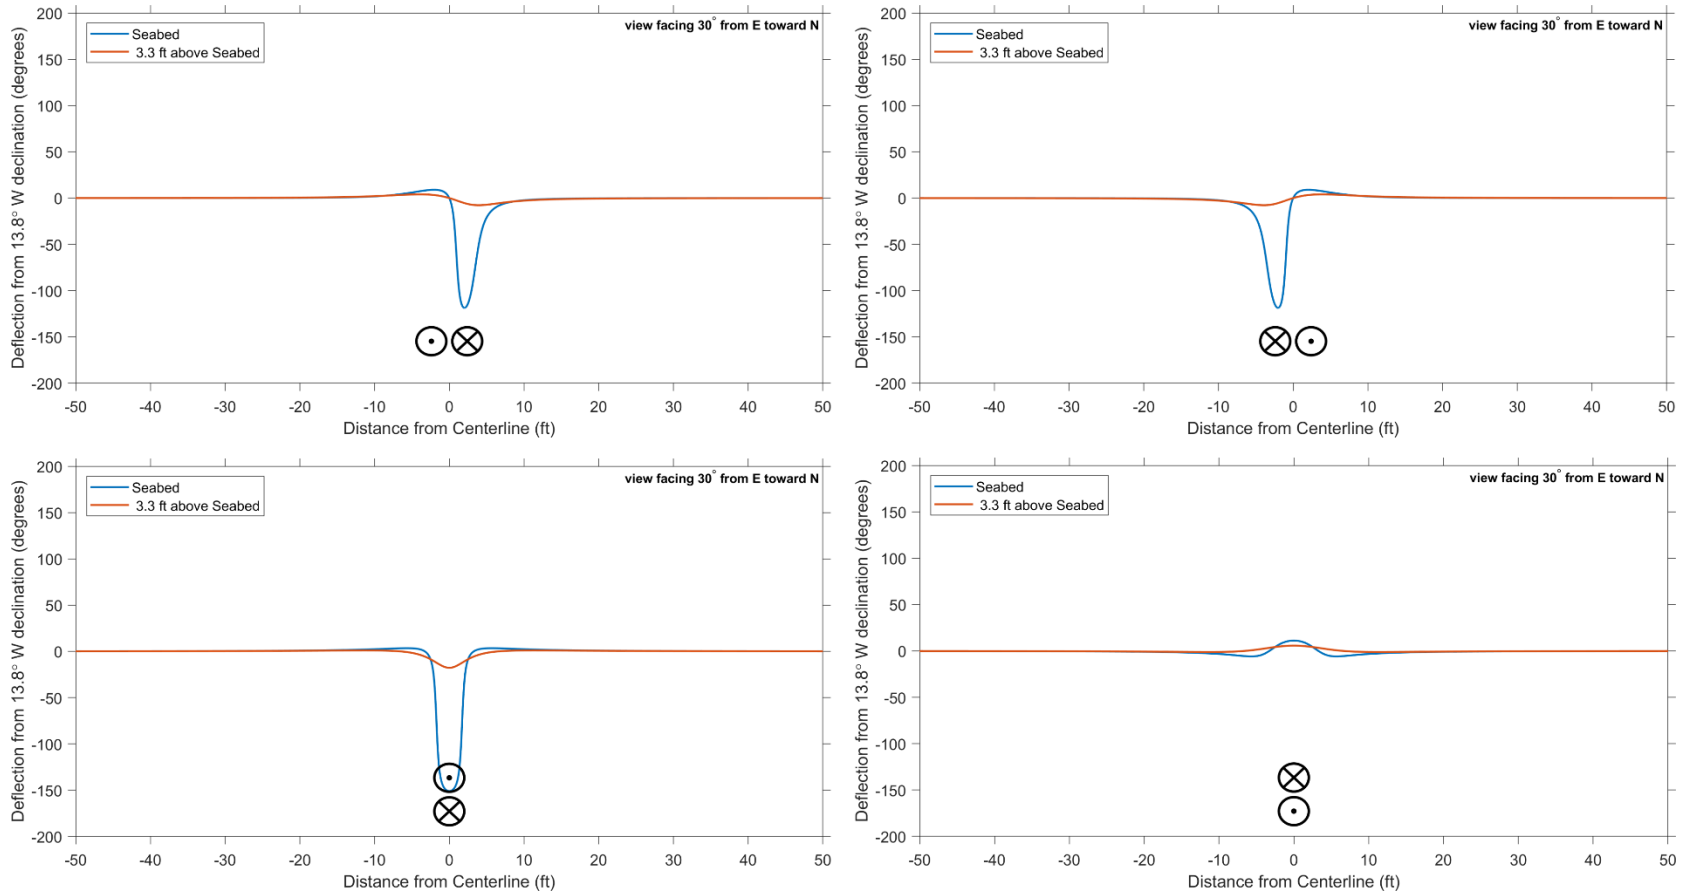 view facing 30° from E toward N
Seabed
3.3 ft above Seabed
Deflection from 13.8° W declination (degrees)
200
150
100
50
0
-50
-100
-150
-200
-50 -40 -30 -20 -10 0 10 20 30 40 50
Distance from Centerline (ft)
view facing 30° from E toward N
Seabed
3.3 ft above Seabed
Deflection from 13.8° W declination (degrees)
200
150
100
50
0
-50
-100
-150
-200
-50 -40 -30 -20 -10 0 10 20 30 40 50
Distance from Centerline (ft)
view facing 30° from E toward N
Seabed
3.3 ft above Seabed
Deflection from 13.8° W declination (degrees)
200
150
100
50
0
-50
-100
-150
-200
-50 -40 -30 -20 -10 0 10 20 30 40 50
Distance from Centerline (ft)
view facing 30° from E toward N
Seabed
3.3 ft above Seabed
Deflection from 13.8° W declination (degrees)
200
150
100
50
0
-50
-100
-150
-200
-50 -40 -30 -20 -10 0 10 20 30 40 50
Distance from Centerline (ft)